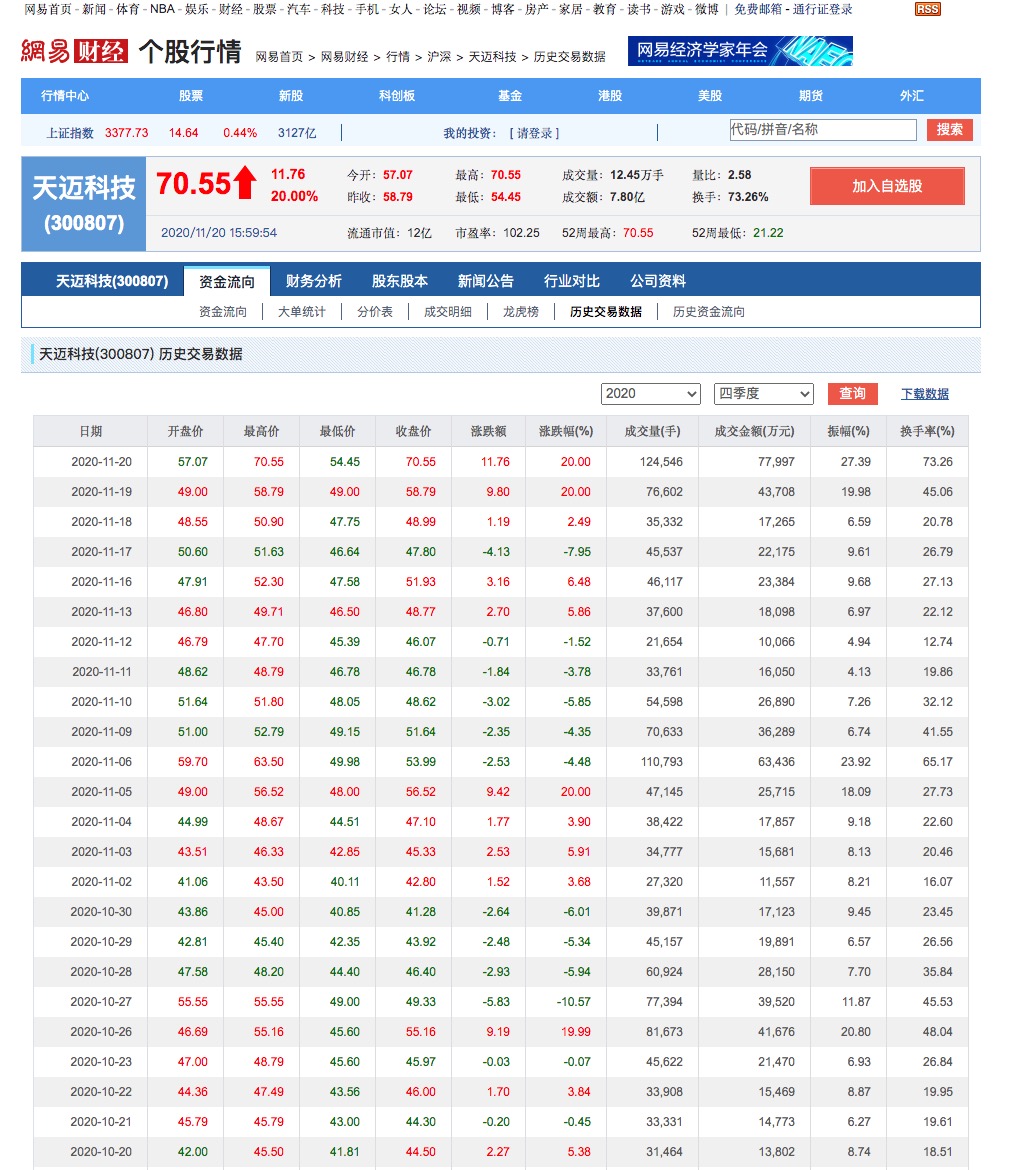 网易首页 - 新闻 - 体育 - NBA - 娱乐 - 财经 - 股票 - 汽车 - 科技 - 手机 - 女人 - 论坛 - 视频 - 博客 - 房产 - 家居 - 教育 - 读书 - 游戏 - 微博 | 免费邮箱 - 通行证登录 RSS
網易 财经 个股行情 网易首页 > 网易财经 > 行情 > 沪深 > 天迈科技 > 历史交易数据 网易经济学家年会 NAEC
行情中心 股票 新股 科创板 基金 港股 美股 期货 外汇
上证指数 3377.73 14.64 0.44% 3127亿 我的投资: [ 请登录 ] 代码/拼音/名称 搜索
天迈科技 (300807)
70.55 11.76 20.00%
今开: 57.07 最高: 70.55 成交量: 12.45万手 量比: 2.58 加入自选股
昨收: 58.79 最低: 54.45 成交额: 7.80亿 换手: 73.26%
2020/11/20 15:59:54 流通市值: 12亿 市盈率: 102.25 52周最高: 70.55 52周最低: 21.22
天迈科技(300807) 资金流向 财务分析 股东股本 新闻公告 行业对比 公司资料
资金流向 大单统计 分价表 成交明细 龙虎榜 历史交易数据 历史资金流向
天迈科技(300807) 历史交易数据
2020 四季度 查询 下载数据
日期 开盘价 最高价 最低价 收盘价 涨跌额 涨跌幅(%) 成交量(手) 成交金额(万元) 振幅(%) 换手率(%)
2020-11-20 57.07 70.55 54.45 70.55 11.76 20.00 124,546 77,997 27.39 73.26
2020-11-19 49.00 58.79 49.00 58.79 9.80 20.00 76,602 43,708 19.98 45.06
2020-11-18 48.55 50.90 47.75 48.99 1.19 2.49 35,332 17,265 6.59 20.78
2020-11-17 50.60 51.63 46.64 47.80 -4.13 -7.95 45,537 22,175 9.61 26.79
2020-11-16 47.91 52.30 47.58 51.93 3.16 6.48 46,117 23,384 9.68 27.13
2020-11-13 46.80 49.71 46.50 48.77 2.70 5.86 37,600 18,098 6.97 22.12
2020-11-12 46.79 47.70 45.39 46.07 -0.71 -1.52 21,654 10,066 4.94 12.74
2020-11-11 48.62 48.79 46.78 46.78 -1.84 -3.78 33,761 16,050 4.13 19.86
2020-11-10 51.64 51.80 48.05 48.62 -3.02 -5.85 54,598 26,890 7.26 32.12
2020-11-09 51.00 52.79 49.15 51.64 -2.35 -4.35 70,633 36,289 6.74 41.55
2020-11-06 59.70 63.50 49.98 53.99 -2.53 -4.48 110,793 63,436 23.92 65.17
2020-11-05 49.00 56.52 48.00 56.52 9.42 20.00 47,145 25,715 18.09 27.73
2020-11-04 44.99 48.67 44.51 47.10 1.77 3.90 38,422 17,857 9.18 22.60
2020-11-03 43.51 46.33 42.85 45.33 2.53 5.91 34,777 15,681 8.13 20.46
2020-11-02 41.06 43.50 40.11 42.80 1.52 3.68 27,320 11,557 8.21 16.07
2020-10-30 43.86 45.00 40.85 41.28 -2.64 -6.01 39,871 17,123 9.45 23.45
2020-10-29 42.81 45.40 42.35 43.92 -2.48 -5.34 45,157 19,891 6.57 26.56
2020-10-28 47.58 48.20 44.40 46.40 -2.93 -5.94 60,924 28,150 7.70 35.84
2020-10-27 55.55 55.55 49.00 49.33 -5.83 -10.57 77,394 39,520 11.87 45.53
2020-10-26 46.69 55.16 45.60 55.16 9.19 19.99 81,673 41,676 20.80 48.04
2020-10-23 47.00 48.79 45.60 45.97 -0.03 -0.07 45,622 21,470 6.93 26.84
2020-10-22 44.36 47.49 43.56 46.00 1.70 3.84 33,908 15,469 8.87 19.95
2020-10-21 45.79 45.79 43.00 44.30 -0.20 -0.45 33,331 14,773 6.27 19.61
2020-10-20 42.00 45.50 41.81 44.50 2.27 5.38 31,464 13,802 8.74 18.51